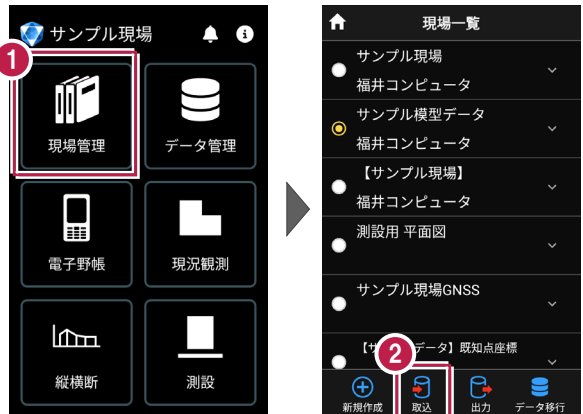 サンプル現場
1
現場管理
データ管理
電子野帳
現況観測
縦横断
測設
現場一覧
サンプル現場
福井コンピュータ
サンプル模型データ
福井コンピュータ
【サンプル現場】
福井コンピュータ
測設用 平面図
サンプル現場GNSS
【サ
データ】既知点座標
2
新規作成
取込
出力
データ移行